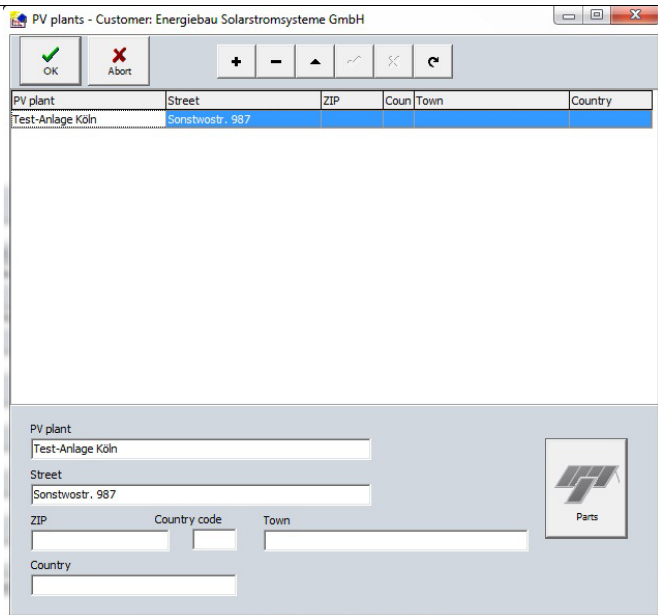 PV plants - Customer: Energiebau Solarstromsysteme GmbH
OK Abort
PV plant Street ZIP Coun Town Country
Test-Anlage Köln Sonstwostr. 987
PV plant
Test-Anlage Köln
Street
Sonstwostr. 987
ZIP Country code Town
Country
Parts